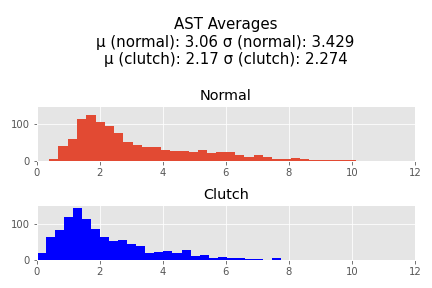 AST Averages
μ (normal): 3.06 σ (normal): 3.429
μ (clutch): 2.17 σ (clutch): 2.274
Normal
100
0
0 2 4 6 8 10 12
Clutch
100
0
0 2 4 6 8 10 12